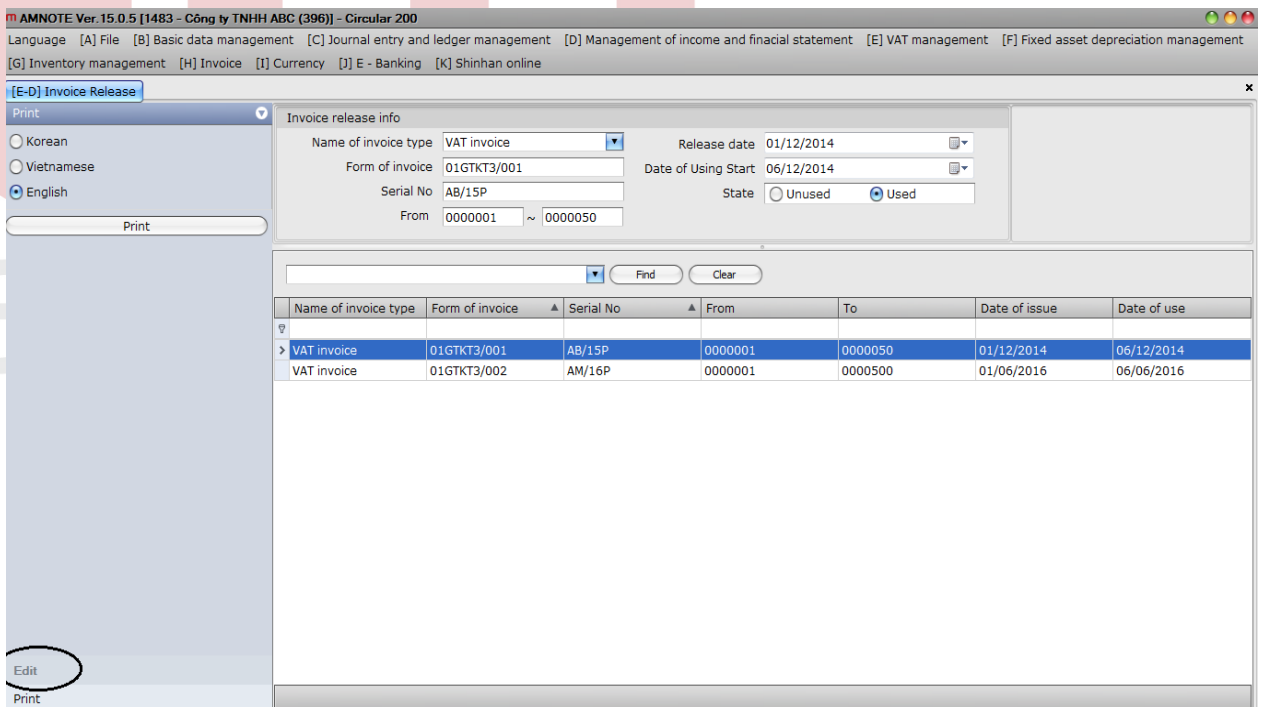 m AMNOTE Ver.15.0.5 [1483 - Công ty TNHH ABC (396)] - Circular 200
Language [A] File [B] Basic data management [C] Journal entry and ledger management [D] Management of income and finacial statement [E] VAT management [F] Fixed asset depreciation management
[G] Inventory management [H] Invoice [I] Currency [J] E - Banking [K] Shinhan online
[E-D] Invoice Release x
Print
Korean
Vietnamese
English
Print
Invoice release info
Name of invoice type VAT invoice Release date 01/12/2014
Form of invoice 01GTKT3/001 Date of Using Start 06/12/2014
Serial No AB/15P State Unused Used
From 0000001 ~ 0000050
Find Clear
Name of invoice type Form of invoice Serial No From To Date of issue Date of use
VAT invoice 01GTKT3/001 AB/15P 0000001 0000050 01/12/2014 06/12/2014
VAT invoice 01GTKT3/002 AM/16P 0000001 0000500 01/06/2016 06/06/2016
Edit
Print